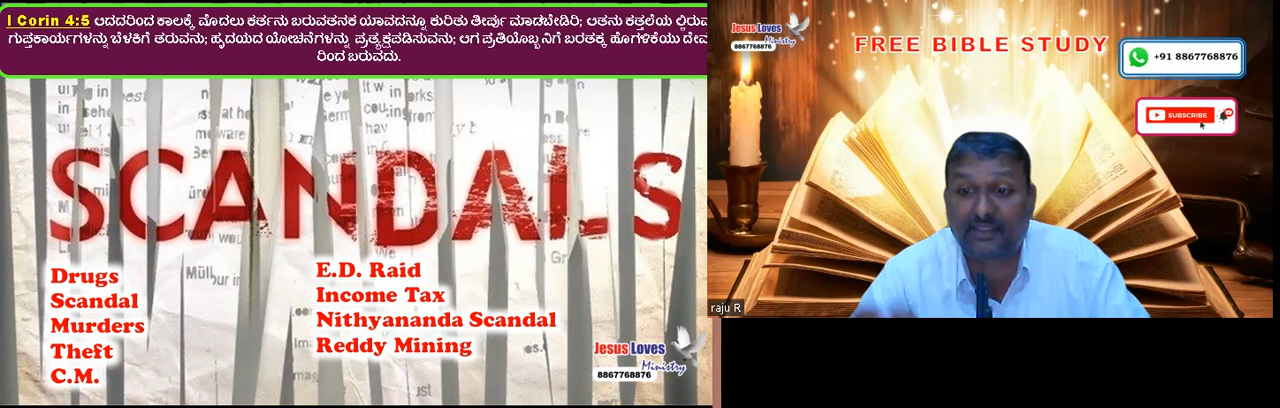 I Corin 4:5 ಆದದರಿಂದ ಕಾಲಕ್ಕೆ ಮೊದಲು ಕರ್ತನು ಬರುವತನಕ ಯಾವದನ್ನೂ ಕುರಿತು ತೀರ್ಪು ಮಾಡಬೇಡಿರಿ; ಆತನು ಕತ್ತಲೆಯ ಲ್ಲಿರುವ
ಗುಪ್ತಕಾರ್ಯಗಳನ್ನು ಬೆಳಕಿಗೆ ತರುವನು; ಹೃದಯದ ಯೋಚನೆಗಳನ್ನು ಪ್ರತ್ಯಕ್ಷಪಡಿಸುವನು; ಆಗ ಪ್ರತಿಯೊಬ್ಬನಿಗೆ ಬರತಕ್ಕ ಹೊಗಳಿಕೆಯು ದೇವ
ರಿಂದ ಬರುವದು.
SCANDALS
Drugs
Scandal
Murders
Theft
C.M.
E.D. Raid
Income Tax
Nithyananda Scandal
Reddy Mining
Jesus Loves
Ministry
8867768876
Jesus Loves
Ministry
8867768876
FREE BIBLE STUDY
+91 8867768876
SUBSCRIBE
raju R